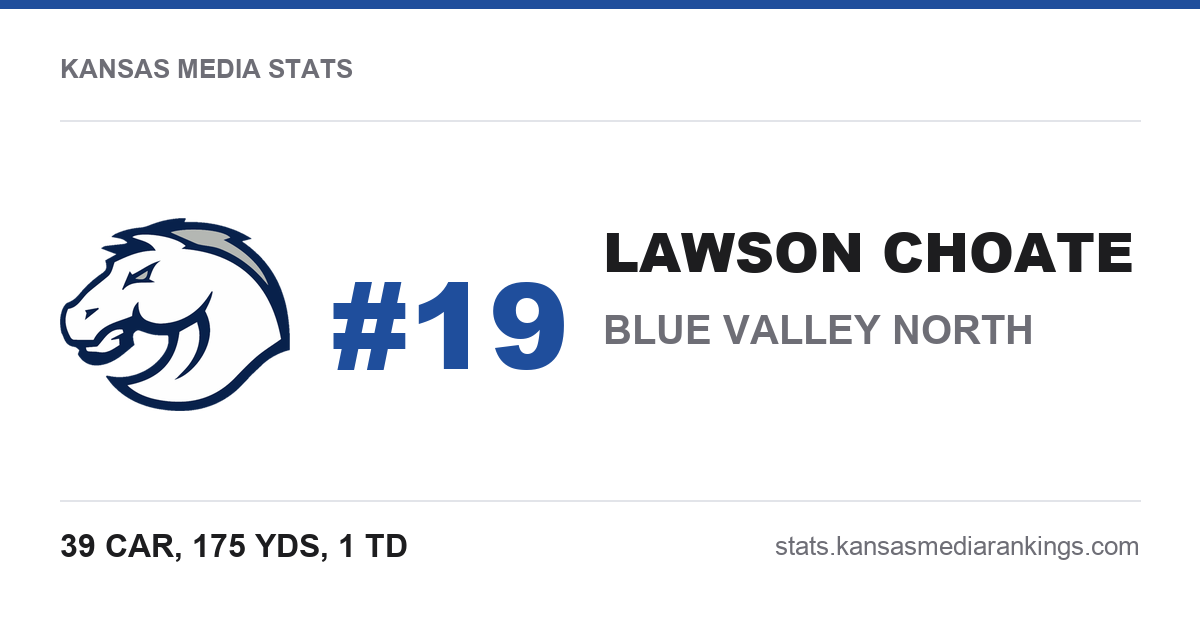 KANSAS MEDIA STATS
#19
LAWSON CHOATE
BLUE VALLEY NORTH
39 CAR, 175 YDS, 1 TD
stats.kansasmediarankings.com